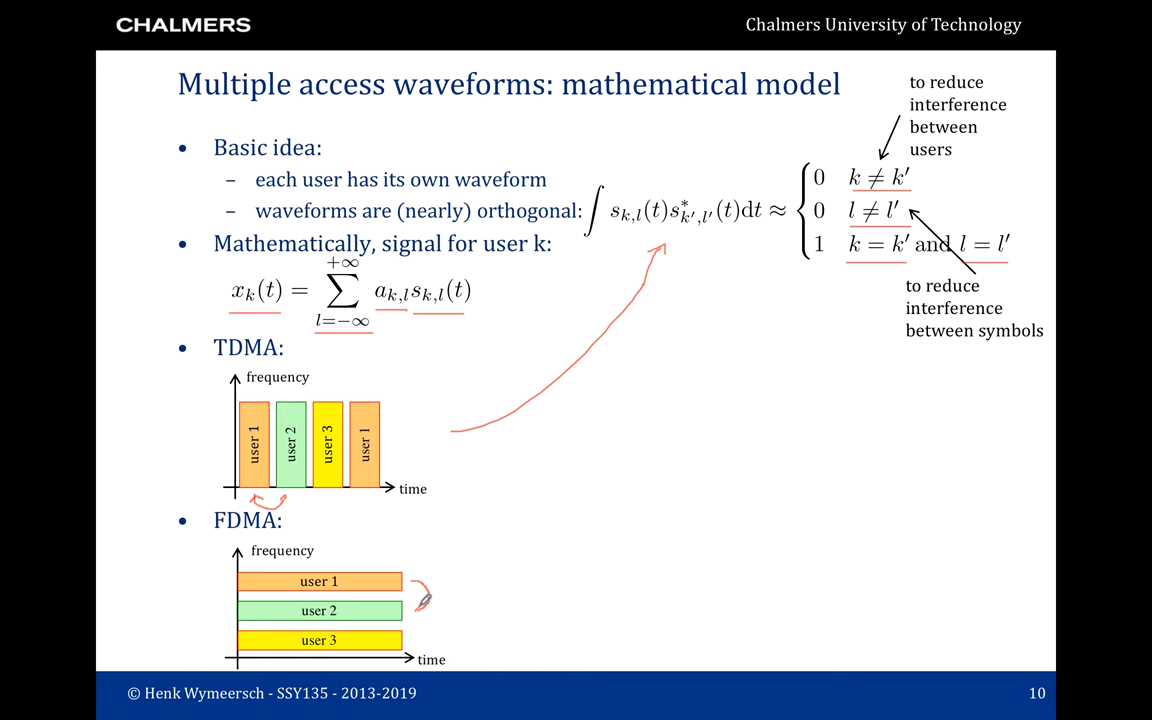 CHALMERS
Chalmers University of Technology
Multiple access waveforms: mathematical model
to reduce
interference
between
users
• Basic idea:
– each user has its own waveform
– waveforms are (nearly) orthogonal: ∫ s_{k,l}(t)s*_{k′,l′}(t)dt ≈ {
0 k ≠ k′
0 l ≠ l′
1 k = k′ and l = l′
• Mathematically, signal for user k:
x_k(t) = ∑_{l=−∞}^{+∞} a_{k,l}s_{k,l}(t)
to reduce
interference
between symbols
• TDMA:
frequency
user 1
user 2
user 3
user 1
time
• FDMA:
frequency
user 1
user 2
user 3
time
© Henk Wymeersch - SSY135 - 2013-2019
10